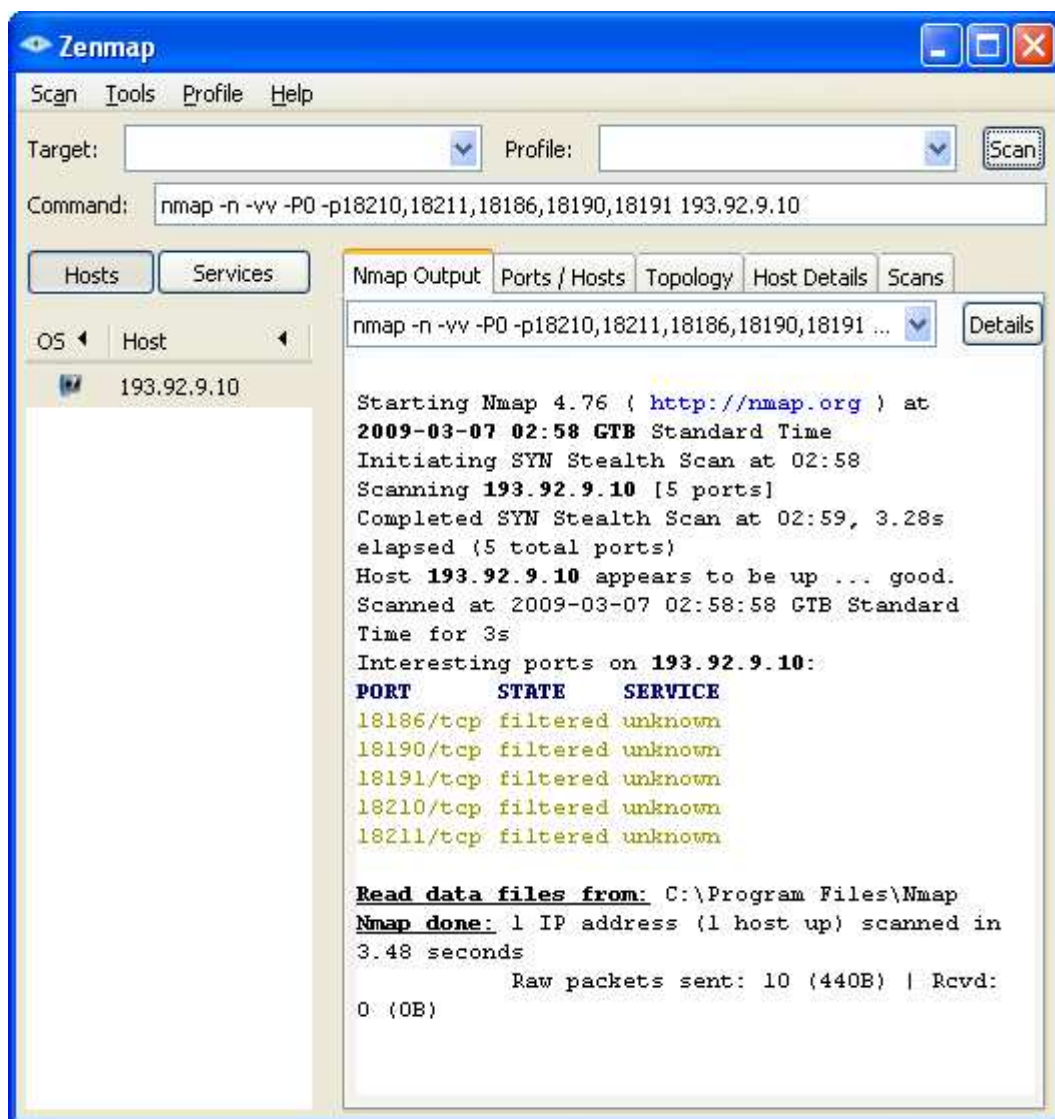 Zenmap
Scan Tools Profile Help
Target: Profile: Scan
Command: nmap -n -vv -P0 -p18210,18211,18186,18190,18191 193.92.9.10
Hosts Services
Nmap Output Ports / Hosts Topology Host Details Scans
nmap -n -vv -P0 -p18210,18211,18186,18190,18191 ... Details
OS Host
193.92.9.10
Starting Nmap 4.76 ( http://nmap.org ) at
2009-03-07 02:58 GTB Standard Time
Initiating SYN Stealth Scan at 02:58
Scanning 193.92.9.10 [5 ports]
Completed SYN Stealth Scan at 02:59, 3.28s
elapsed (5 total ports)
Host 193.92.9.10 appears to be up ... good.
Scanned at 2009-03-07 02:58:58 GTB Standard
Time for 3s
Interesting ports on 193.92.9.10:
PORT STATE SERVICE
18186/tcp filtered unknown
18190/tcp filtered unknown
18191/tcp filtered unknown
18210/tcp filtered unknown
18211/tcp filtered unknown
Read data files from: C:\Program Files\Nmap
Nmap done: 1 IP address (1 host up) scanned in
3.48 seconds
Raw packets sent: 10 (440B) | Rcvd:
0 (0B)